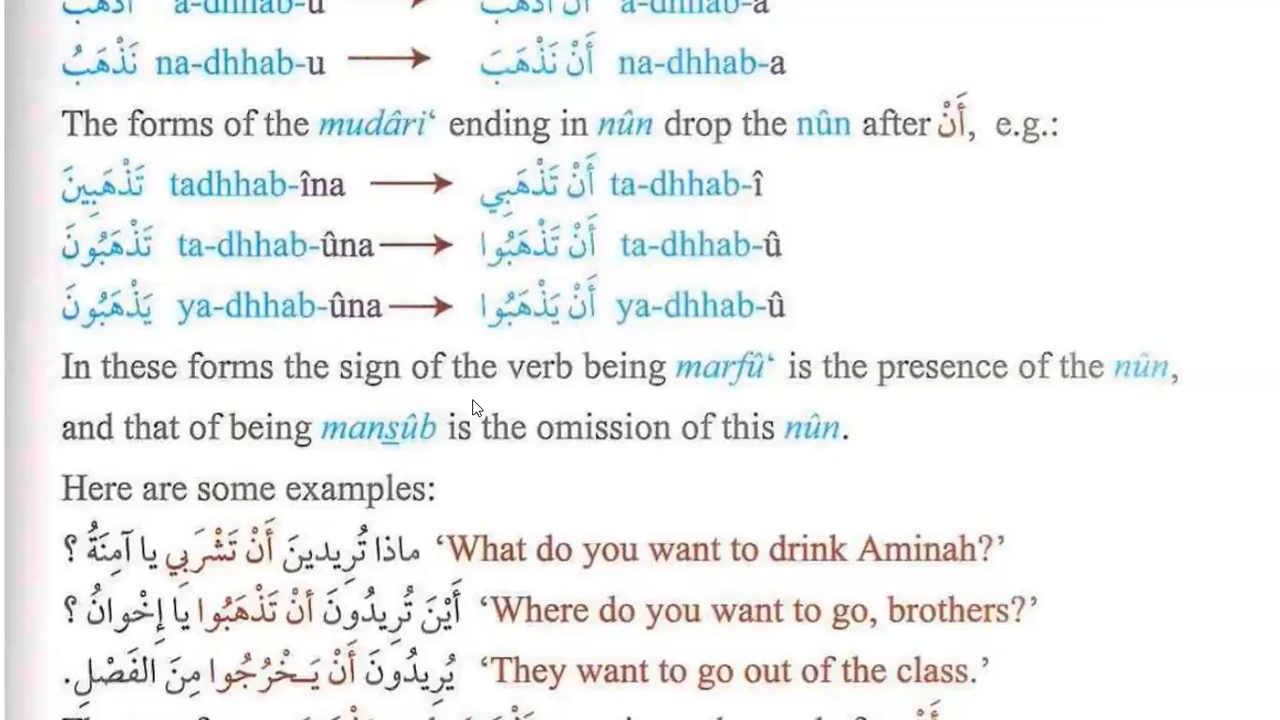 أَذْهَبُ a-dhhab-u → أَنْ أَذْهَبَ a-dhhab-a
نَذْهَبُ na-dhhab-u → أَنْ نَذْهَبَ na-dhhab-a
The forms of the mudâri‘ ending in nûn drop the nûn after أَنْ, e.g.:
تَذْهَبِينَ tadhhab-îna → أَنْ تَذْهَبِي ta-dhhab-î
تَذْهَبُونَ ta-dhhab-ûna → أَنْ تَذْهَبُوا ta-dhhab-û
يَذْهَبُونَ ya-dhhab-ûna → أَنْ يَذْهَبُوا ya-dhhab-û
In these forms the sign of the verb being marfû‘ is the presence of the nûn,
and that of being mansûb is the omission of this nûn.
Here are some examples:
ماذا تُرِيدينَ أَنْ تَشْرَبِي يا آمِنَةُ ؟ ‘What do you want to drink Aminah?’
أَيْنَ تُرِيدُونَ أنْ تَذْهَبُوا يَا إِخْوانُ ؟ ‘Where do you want to go, brothers?’
يُرِيدُونَ أَنْ يَـخْرُجُوا مِنَ الفَصْلِ. ‘They want to go out of the class.’